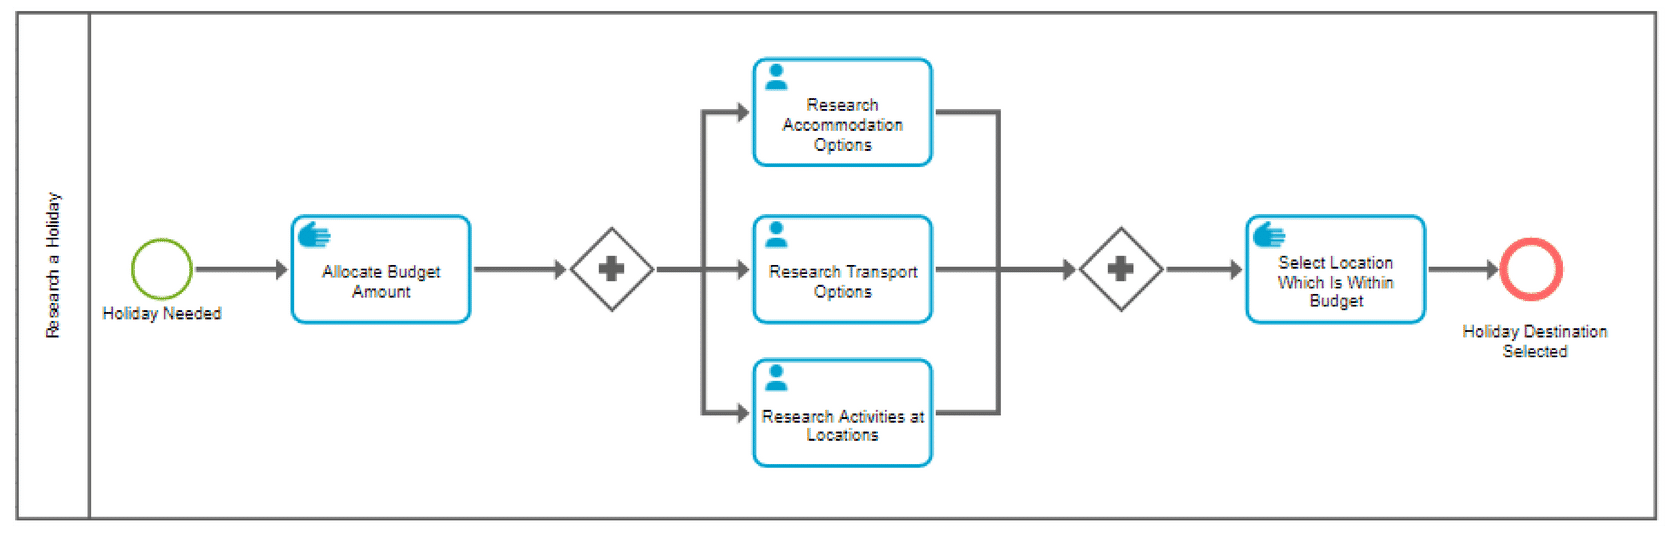 Research a Holiday
Holiday Needed
Allocate Budget
Amount
Research
Accommodation
Options
Research Transport
Options
Research Activities at
Locations
Select Location
Which Is Within
Budget
Holiday Destination
Selected